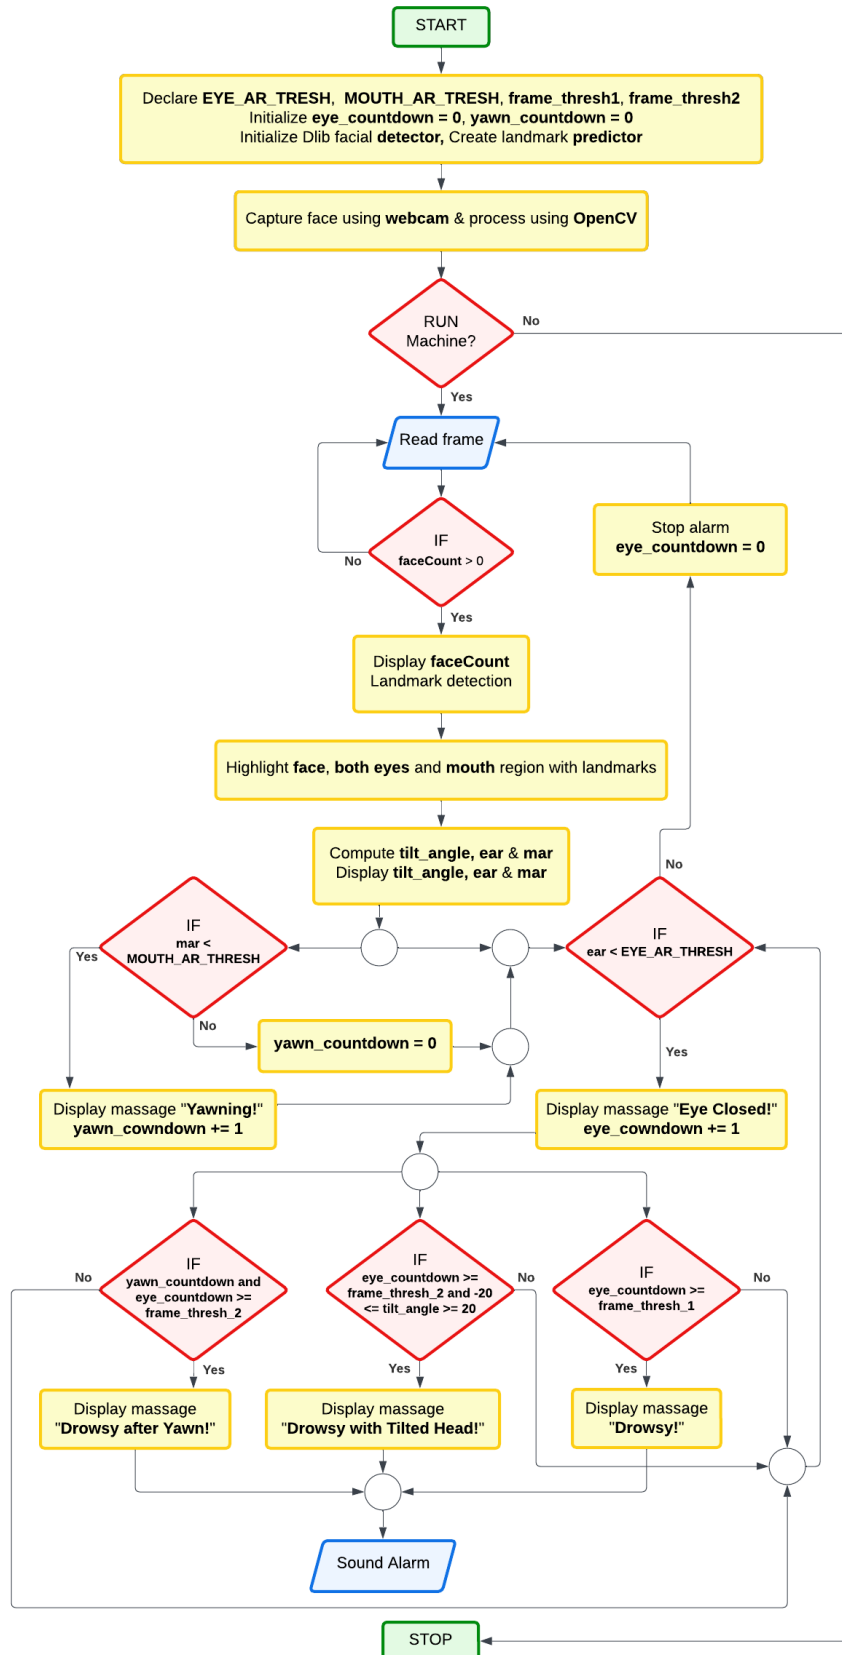 START
Declare EYE_AR_TRESH, MOUTH_AR_TRESH, frame_thresh1, frame_thresh2
Initialize eye_countdown = 0, yawn_countdown = 0
Initialize Dlib facial detector, Create landmark predictor
Capture face using webcam & process using OpenCV
RUN
Machine?
No
Yes
Read frame
Stop alarm
eye_countdown = 0
IF
faceCount > 0
No
Yes
Display faceCount
Landmark detection
Highlight face, both eyes and mouth region with landmarks
Compute tilt_angle, ear & mar
Display tilt_angle, ear & mar
No
IF
mar <
MOUTH_AR_THRESH
Yes
IF
ear < EYE_AR_THRESH
No
yawn_countdown = 0
Yes
Display massage "Yawning!"
yawn_cowndown += 1
Display massage "Eye Closed!"
eye_cowndown += 1
No
IF
yawn_countdown and
eye_countdown >=
frame_thresh_2
IF
eye_countdown >=
frame_thresh_2 and -20
<= tilt_angle >= 20
No
IF
eye_countdown >=
frame_thresh_1
No
Yes
Yes
Yes
Display massage
"Drowsy after Yawn!"
Display massage
"Drowsy with Tilted Head!"
Display massage
"Drowsy!"
Sound Alarm
STOP